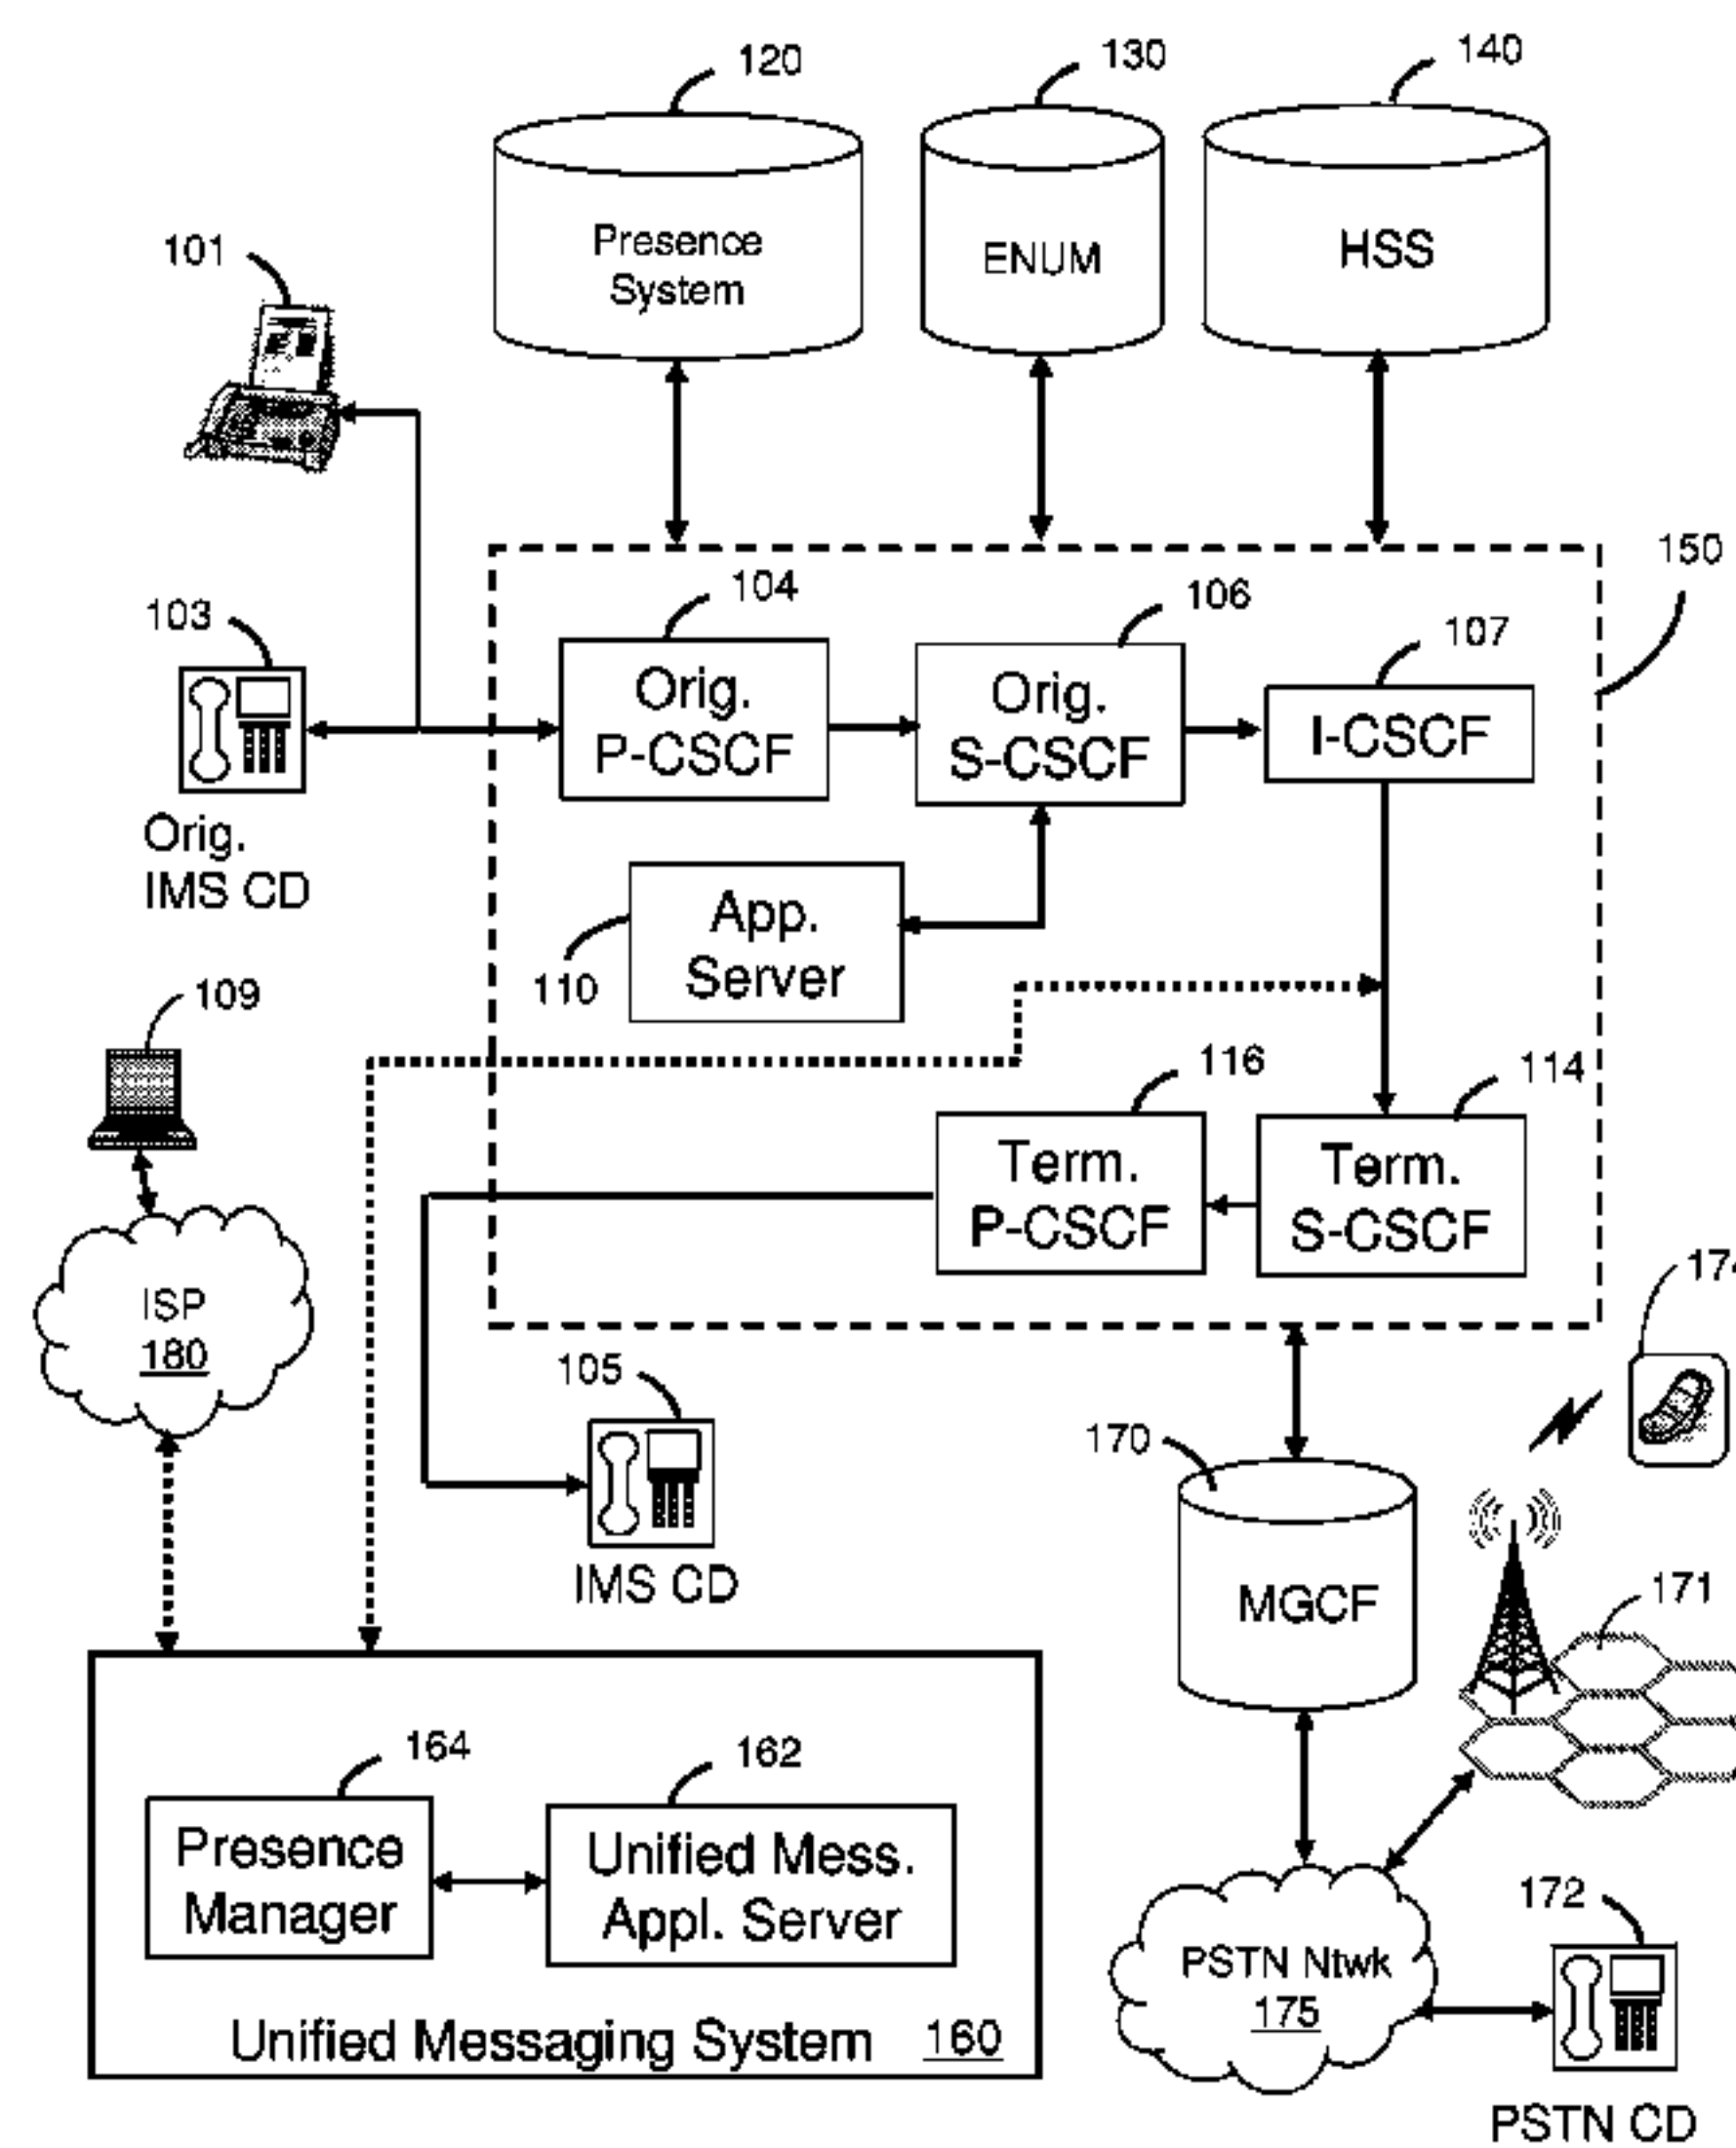 120
130
140
Presence
System
ENUM
HSS
101
150
104
106
107
103
Orig.
P-CSCF
Orig.
S-CSCF
I-CSCF
Orig.
IMS CD
App.
Server
110
109
116
114
Term.
P-CSCF
Term.
S-CSCF
ISP
180
105
IMS CD
170
MGCF
171
164
162
Presence
Manager
Unified Mess.
Appl. Server
Unified Messaging System 160
PSTN Ntwk
175
172
PSTN CD